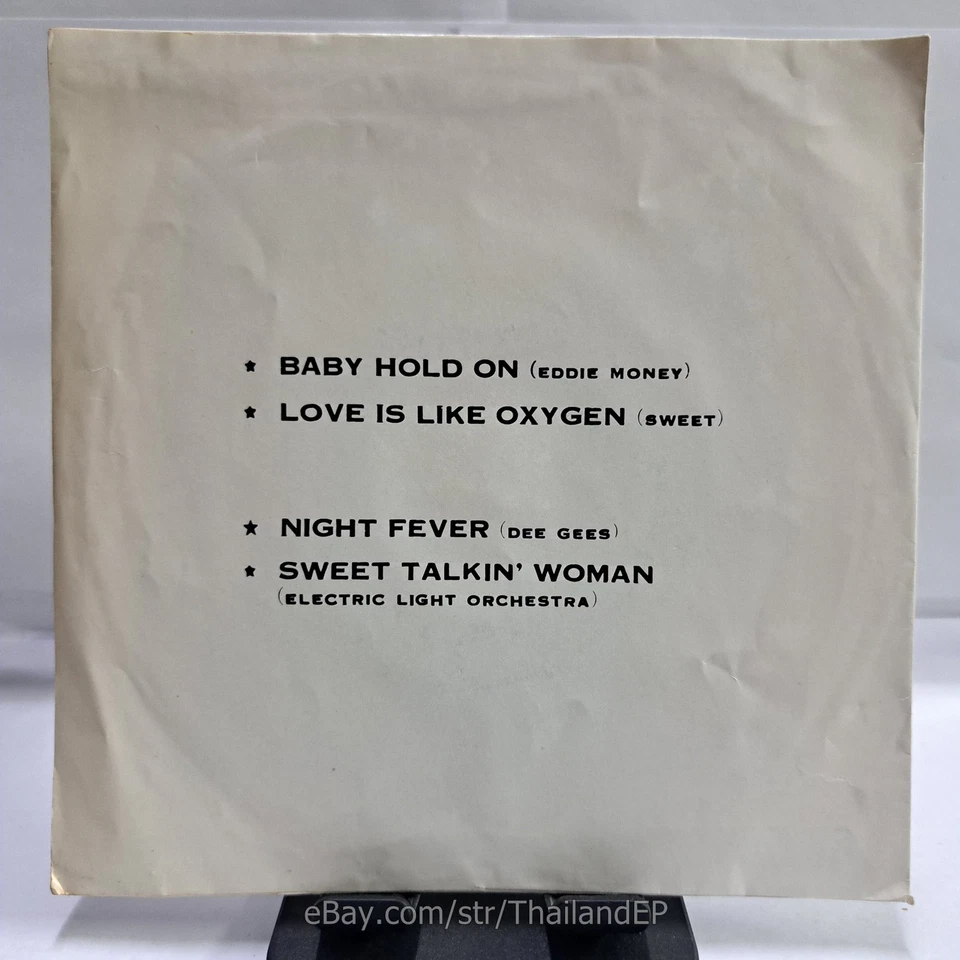 ★ BABY HOLD ON (EDDIE MONEY)
★ LOVE IS LIKE OXYGEN (SWEET)
★ NIGHT FEVER (DEE GEES)
★ SWEET TALKIN' WOMAN
(ELECTRIC LIGHT ORCHESTRA)
eBay.com/str/ThailandEP